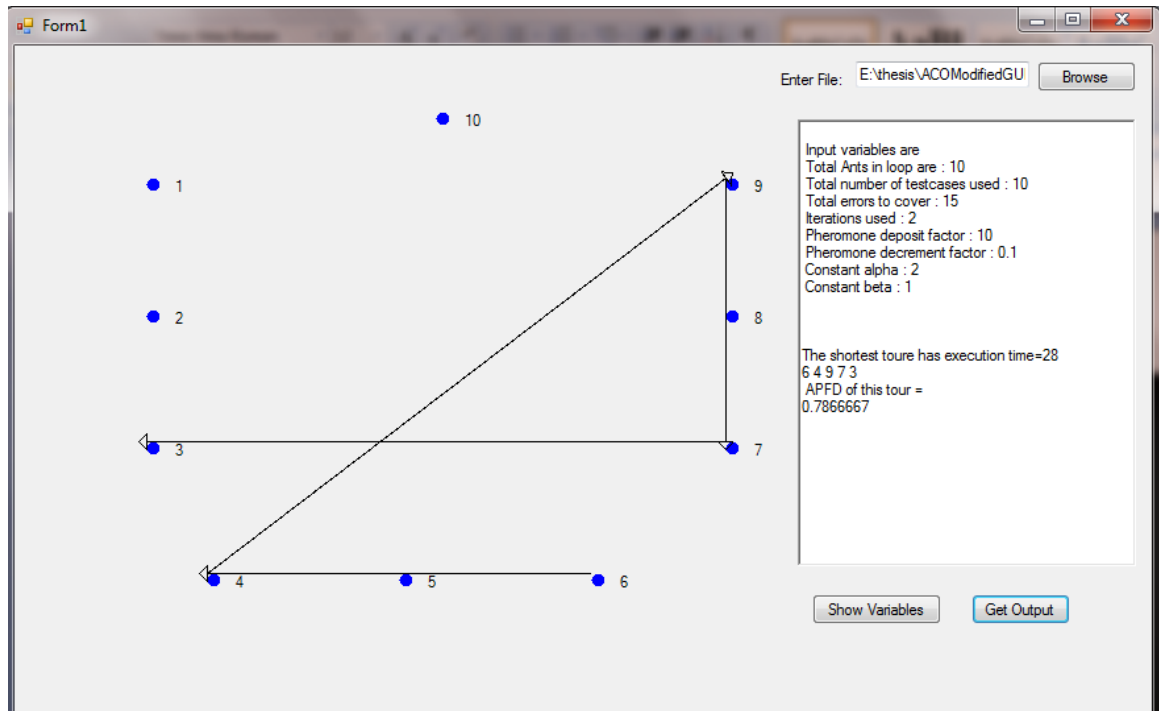 Form1
Enter File: E:\thesis\ACOModifiedGUI Browse
10
1
9
2
8
3
7
4
5
6
Input variables are
Total Ants in loop are : 10
Total number of testcases used : 10
Total errors to cover : 15
Iterations used : 2
Pheromone deposit factor : 10
Pheromone decrement factor : 0.1
Constant alpha : 2
Constant beta : 1
The shortest toure has execution time=28
6 4 9 7 3
APFD of this tour =
0.7866667
Show Variables Get Output